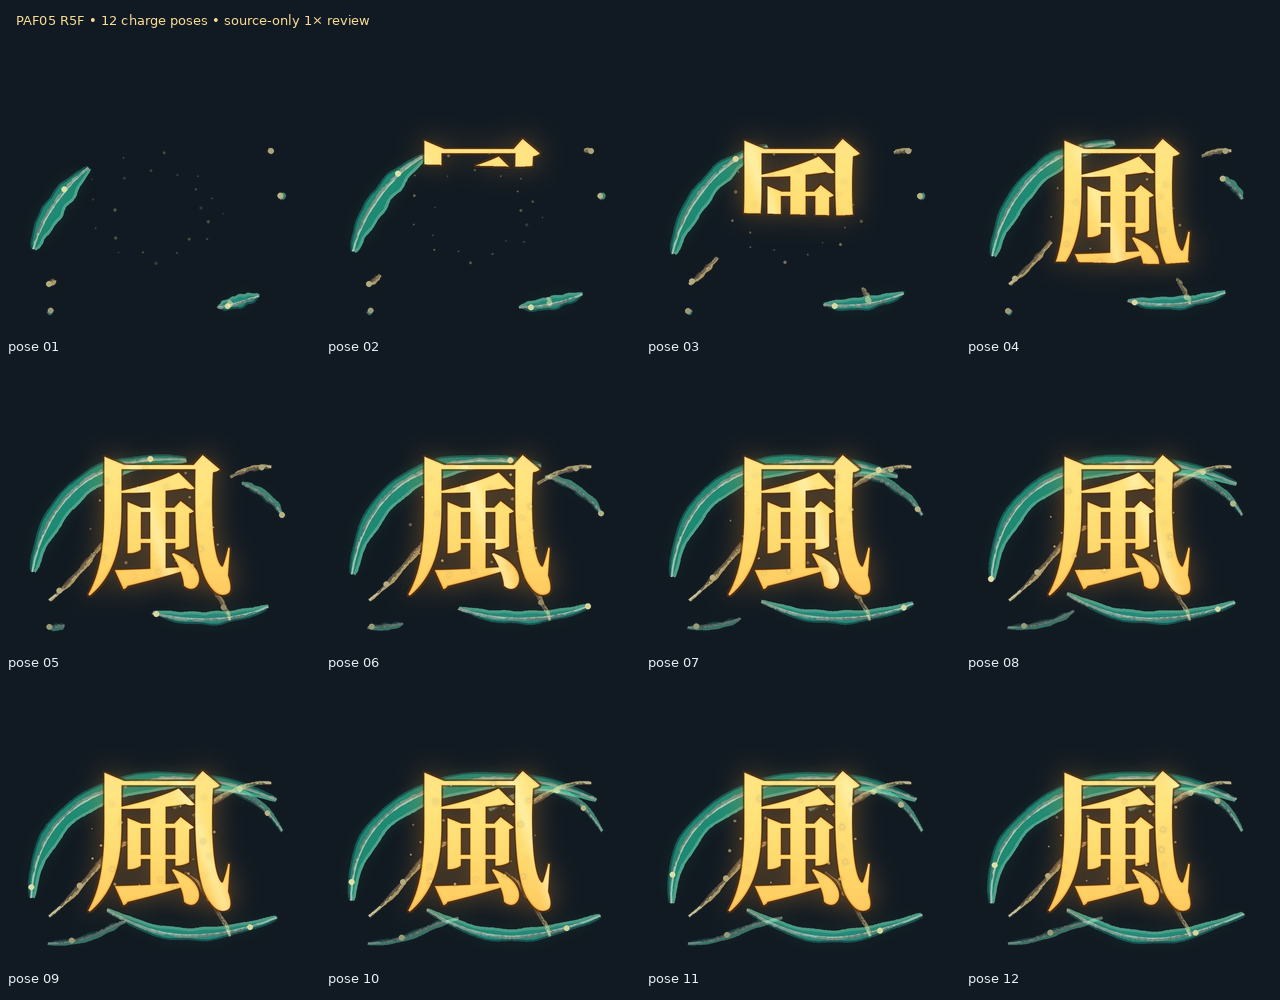 PAF05 R5F • 12 charge poses • source-only 1× review
pose 01
pose 02
pose 03
風
pose 04
風
風
風
風
pose 05
pose 06
pose 07
pose 08
風
風
風
風
pose 09
pose 10
pose 11
pose 12